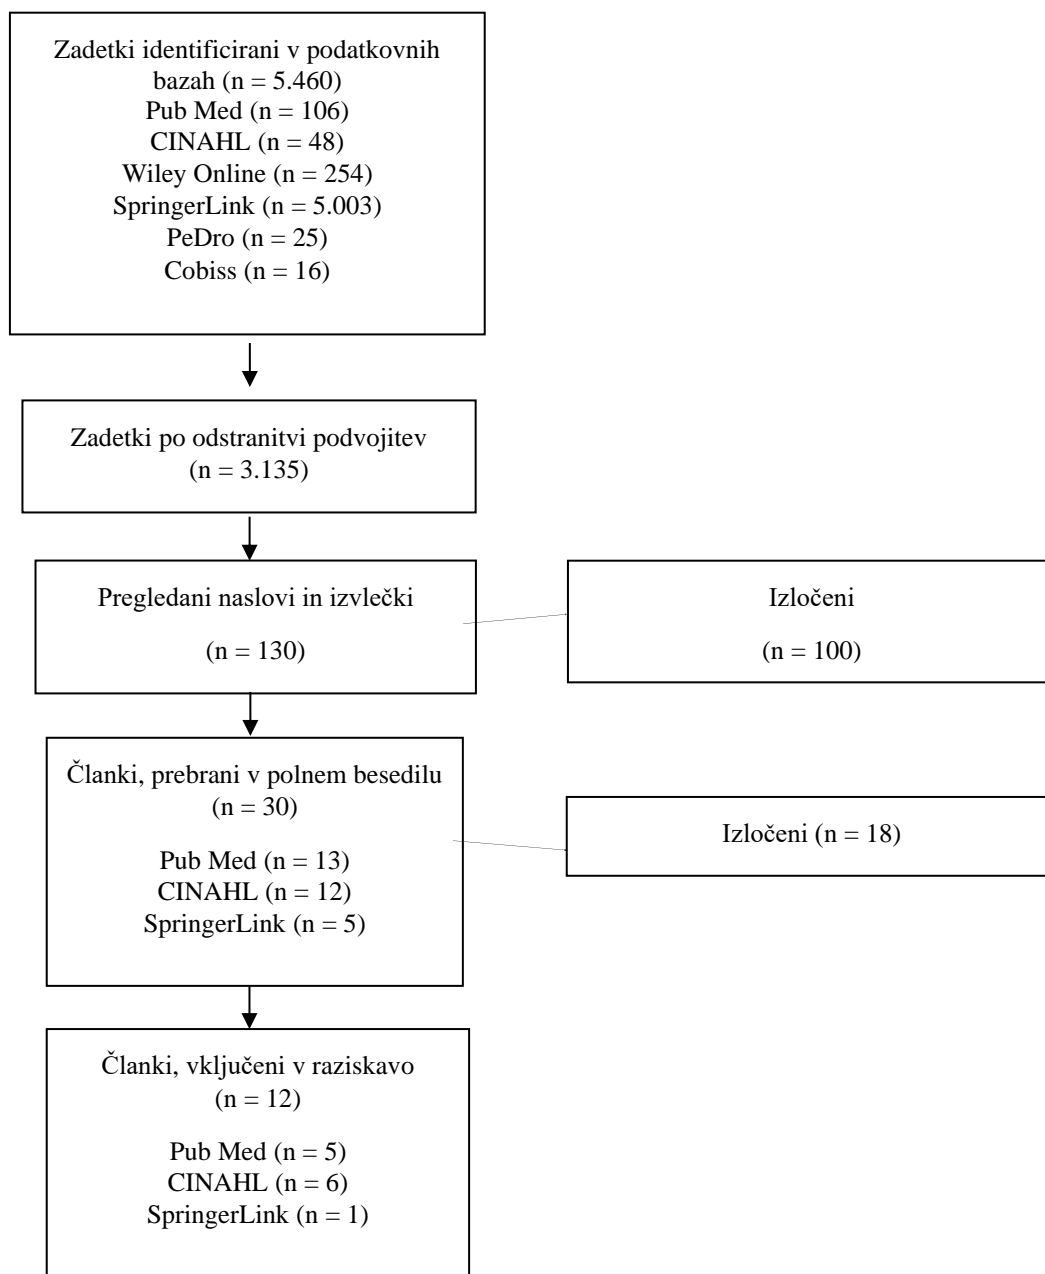 Zadetki identificirani v podatkovnih
bazah (n = 5.460)
Pub Med (n = 106)
CINAHL (n = 48)
Wiley Online (n = 254)
SpringerLink (n = 5.003)
PeDro (n = 25)
Cobiss (n = 16)
Zadetki po odstranitvi podvojitev
(n = 3.135)
Pregledani naslovi in izvlečki
(n = 130)
Izločeni
(n = 100)
Članki, prebrani v polnem besedilu
(n = 30)
Pub Med (n = 13)
CINAHL (n = 12)
SpringerLink (n = 5)
Izločeni (n = 18)
Članki, vključeni v raziskavo
(n = 12)
Pub Med (n = 5)
CINAHL (n = 6)
SpringerLink (n = 1)